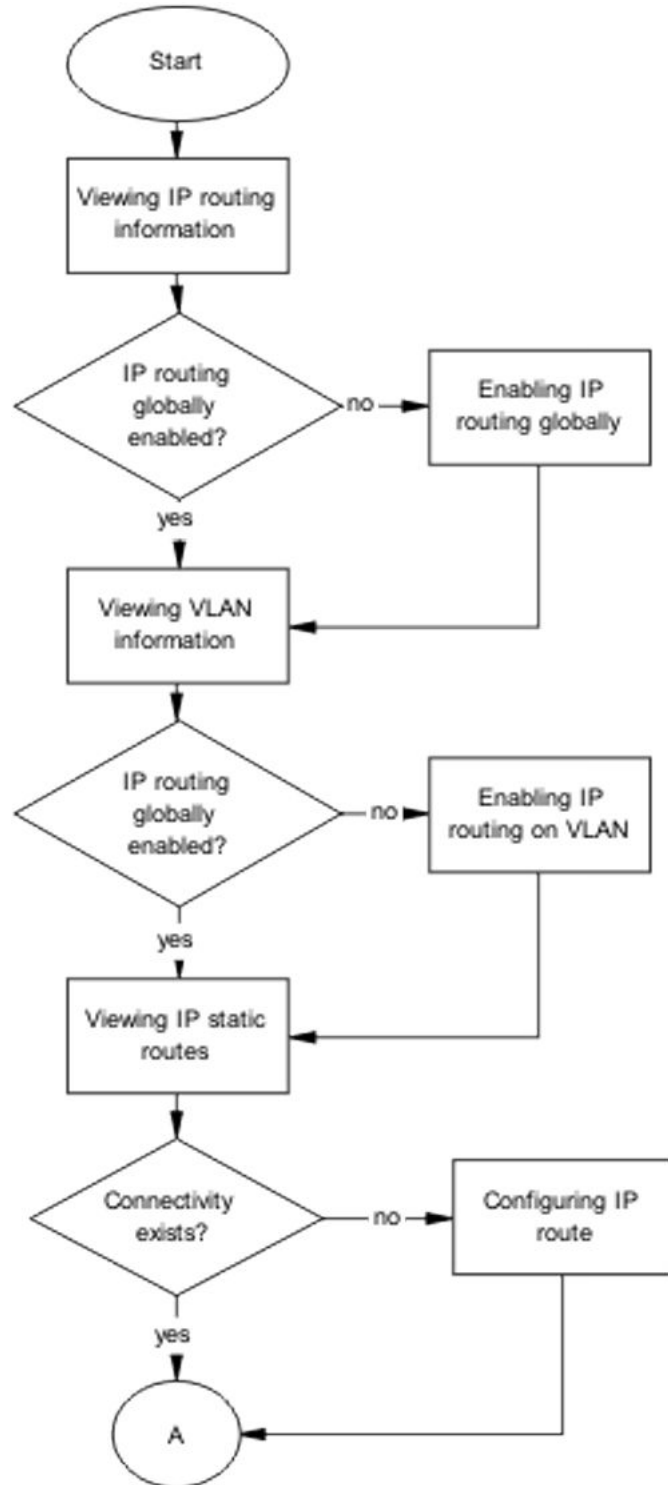 Start
Viewing IP routing
information
IP routing
globally
enabled?
no
Enabling IP
routing globally
yes
Viewing VLAN
information
IP routing
globally
enabled?
no
Enabling IP
routing on VLAN
yes
Viewing IP static
routes
Connectivity
exists?
no
Configuring IP
route
yes
A